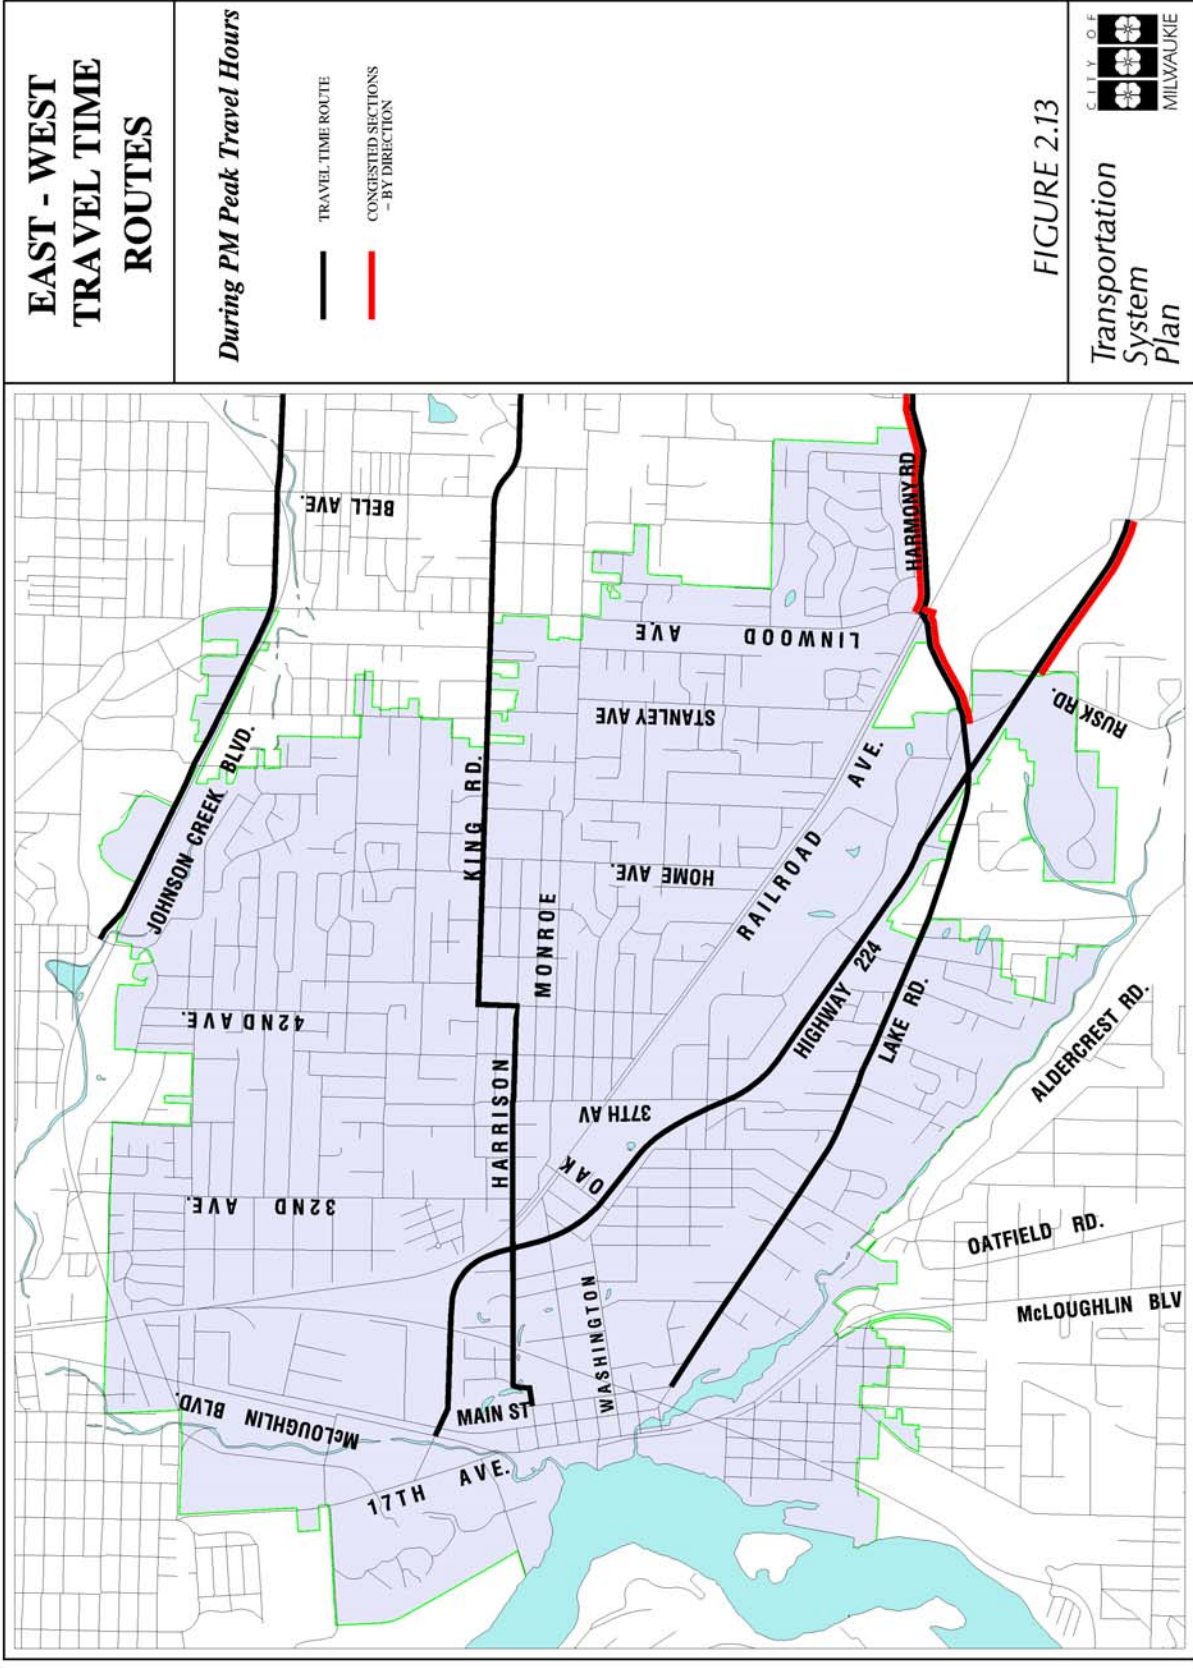 EAST - WEST
TRAVEL TIME
ROUTES
During PM Peak Travel Hours
TRAVEL TIME ROUTE
CONGESTED SECTIONS
- BY DIRECTION
FIGURE 2.13
Transportation
System
Plan
CITY OF
MILWAUKIE
JOHNSON CREEK BLVD.
BELL AVE.
42ND AVE.
32ND AVE.
KING RD.
MONROE
HARRISON
LINWOOD AVE
STANLEY AVE
HOME AVE.
RAILROAD AVE.
37TH AV
OAK
WASHINGTON
MAIN ST
McLOUGHLIN BLVD.
17TH AVE.
HIGHWAY 224
LAKE RD.
HARMONY RD
RUSK RD.
ALDERCREST RD.
OATFIELD RD.
McLOUGHLIN BLV